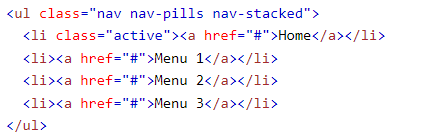 <ul class="nav nav-pills nav-stacked">
  <li class="active"><a href="#">Home</a></li>
  <li><a href="#">Menu 1</a></li>
  <li><a href="#">Menu 2</a></li>
  <li><a href="#">Menu 3</a></li>
</ul>